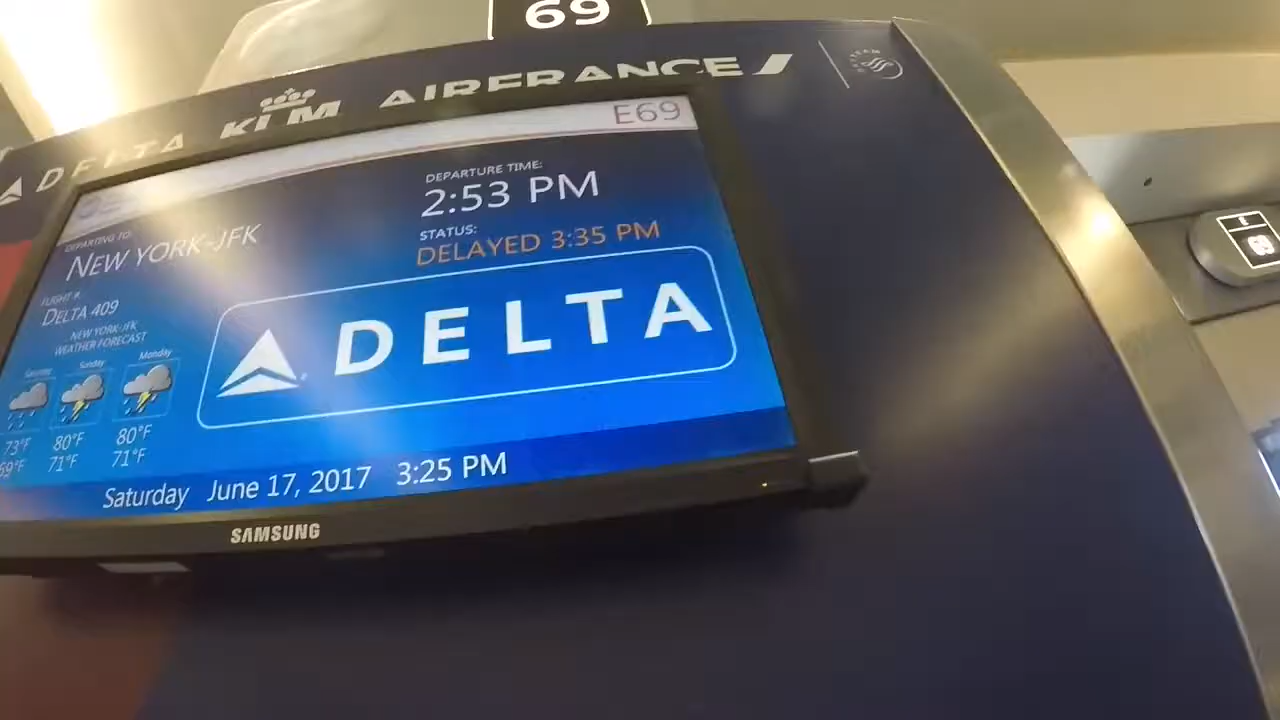 69
DELTA KLM AIRFRANCE
E69
DEPARTING TO:
NEW YORK-JFK
DEPARTURE TIME:
2:53 PM
STATUS:
DELAYED 3:35 PM
FLIGHT #:
DELTA 409
NEW YORK-JFK
WEATHER FORECAST
Saturday Sunday Monday
73°F 80°F 80°F
69°F 71°F 71°F
DELTA
Saturday June 17, 2017 3:25 PM
SAMSUNG